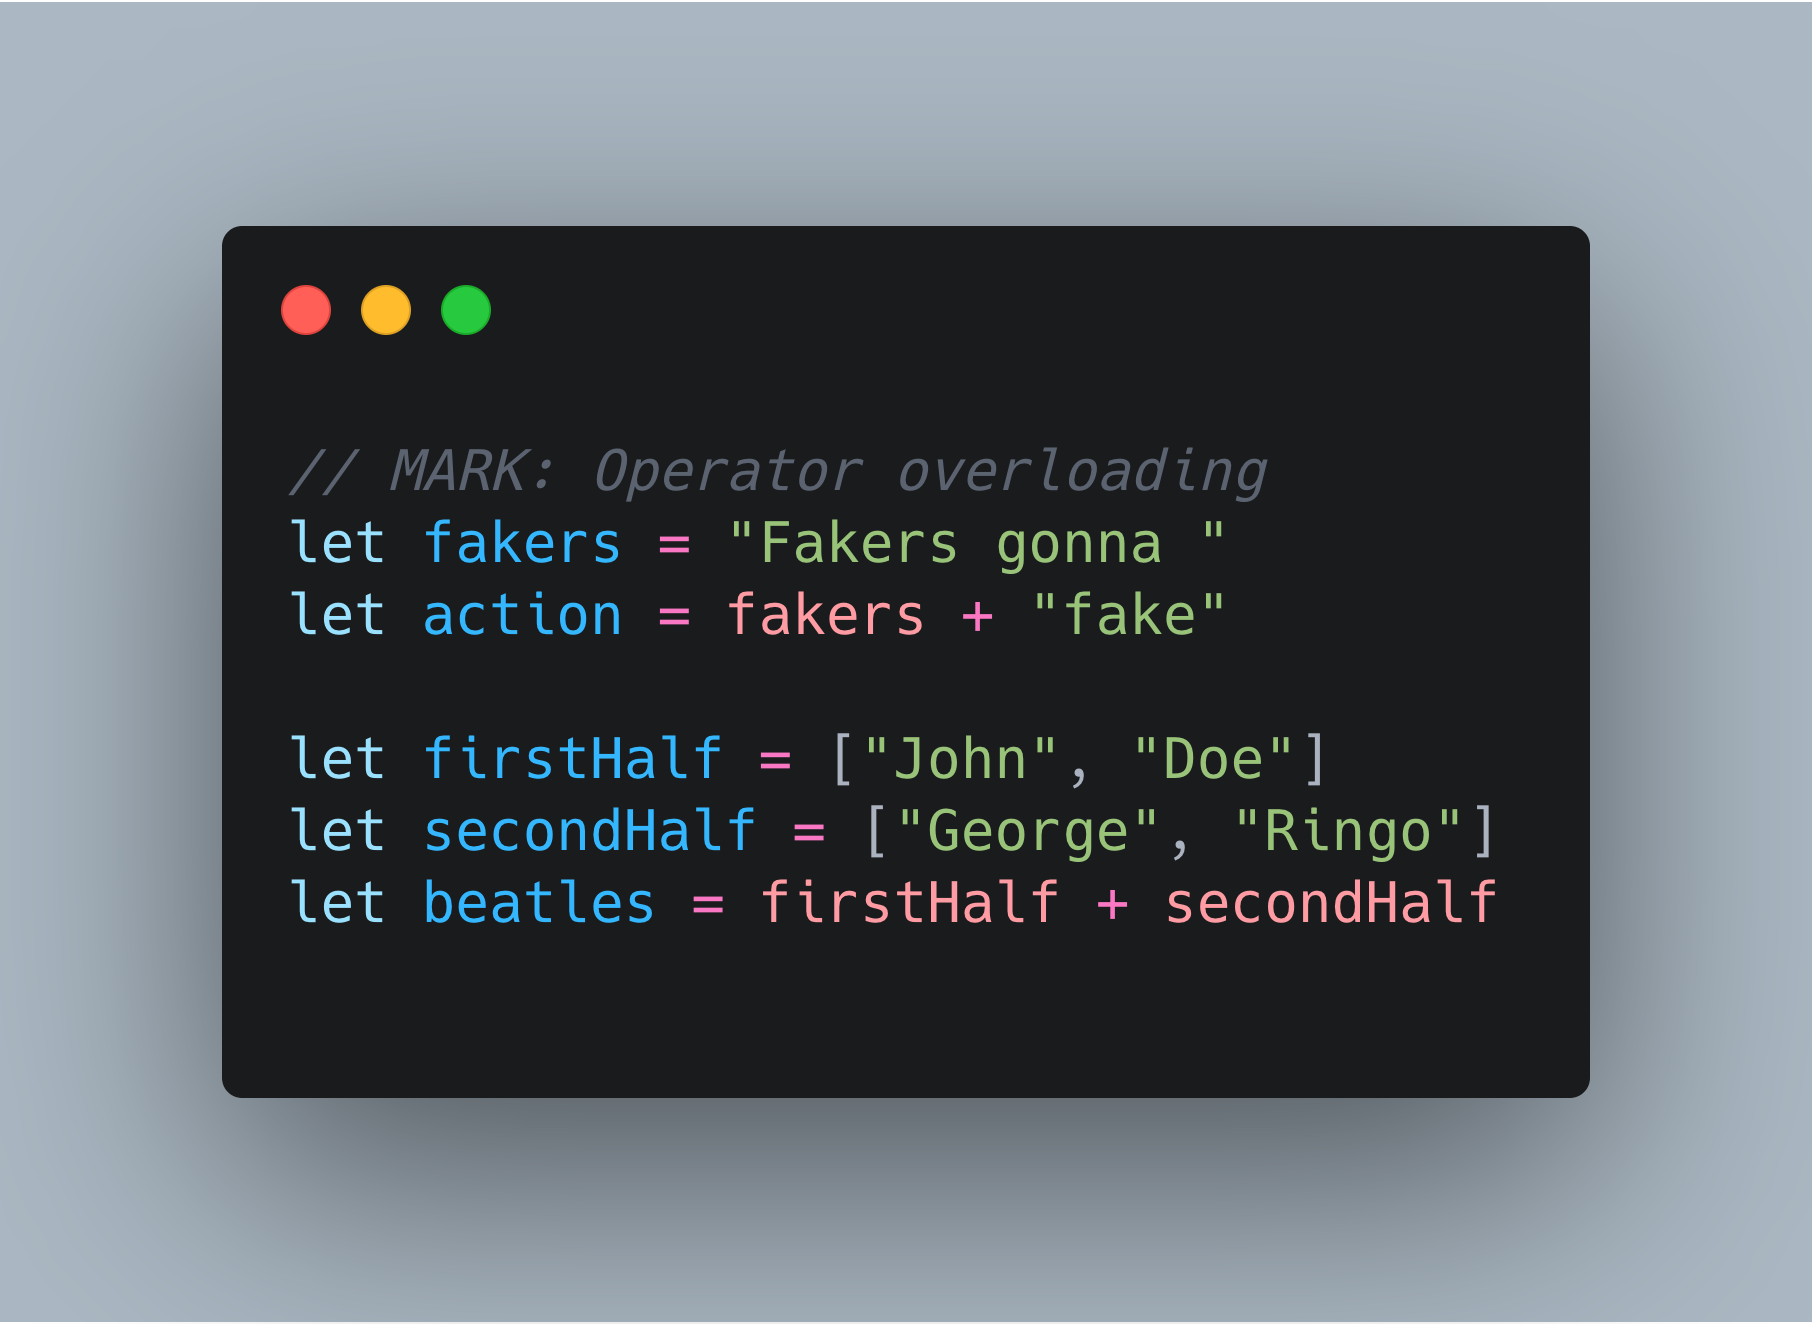 // MARK: Operator overloading
let fakers = "Fakers gonna "
let action = fakers + "fake"
let firstHalf = ["John", "Doe"]
let secondHalf = ["George", "Ringo"]
let beatles = firstHalf + secondHalf